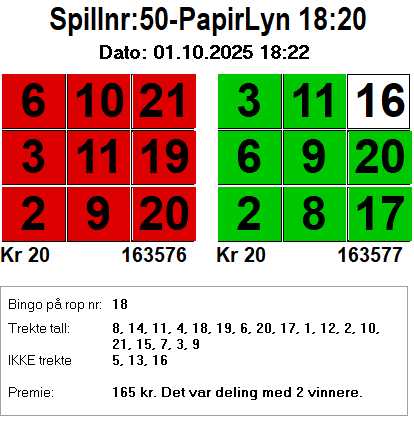 Spillnr:50-PapirLyn 18:20
Dato: 01.10.2025 18:22
6 10 21 3 11 16
3 11 19 6 9 20
2 9 20 2 8 17
Kr 20 163576 Kr 20 163577
Bingo på rop nr: 18
Trekte tall: 8, 14, 11, 4, 18, 19, 6, 20, 17, 1, 12, 2, 10,
21, 15, 7, 3, 9
IKKE trekte 5, 13, 16
Premie: 165 kr. Det var deling med 2 vinnere.